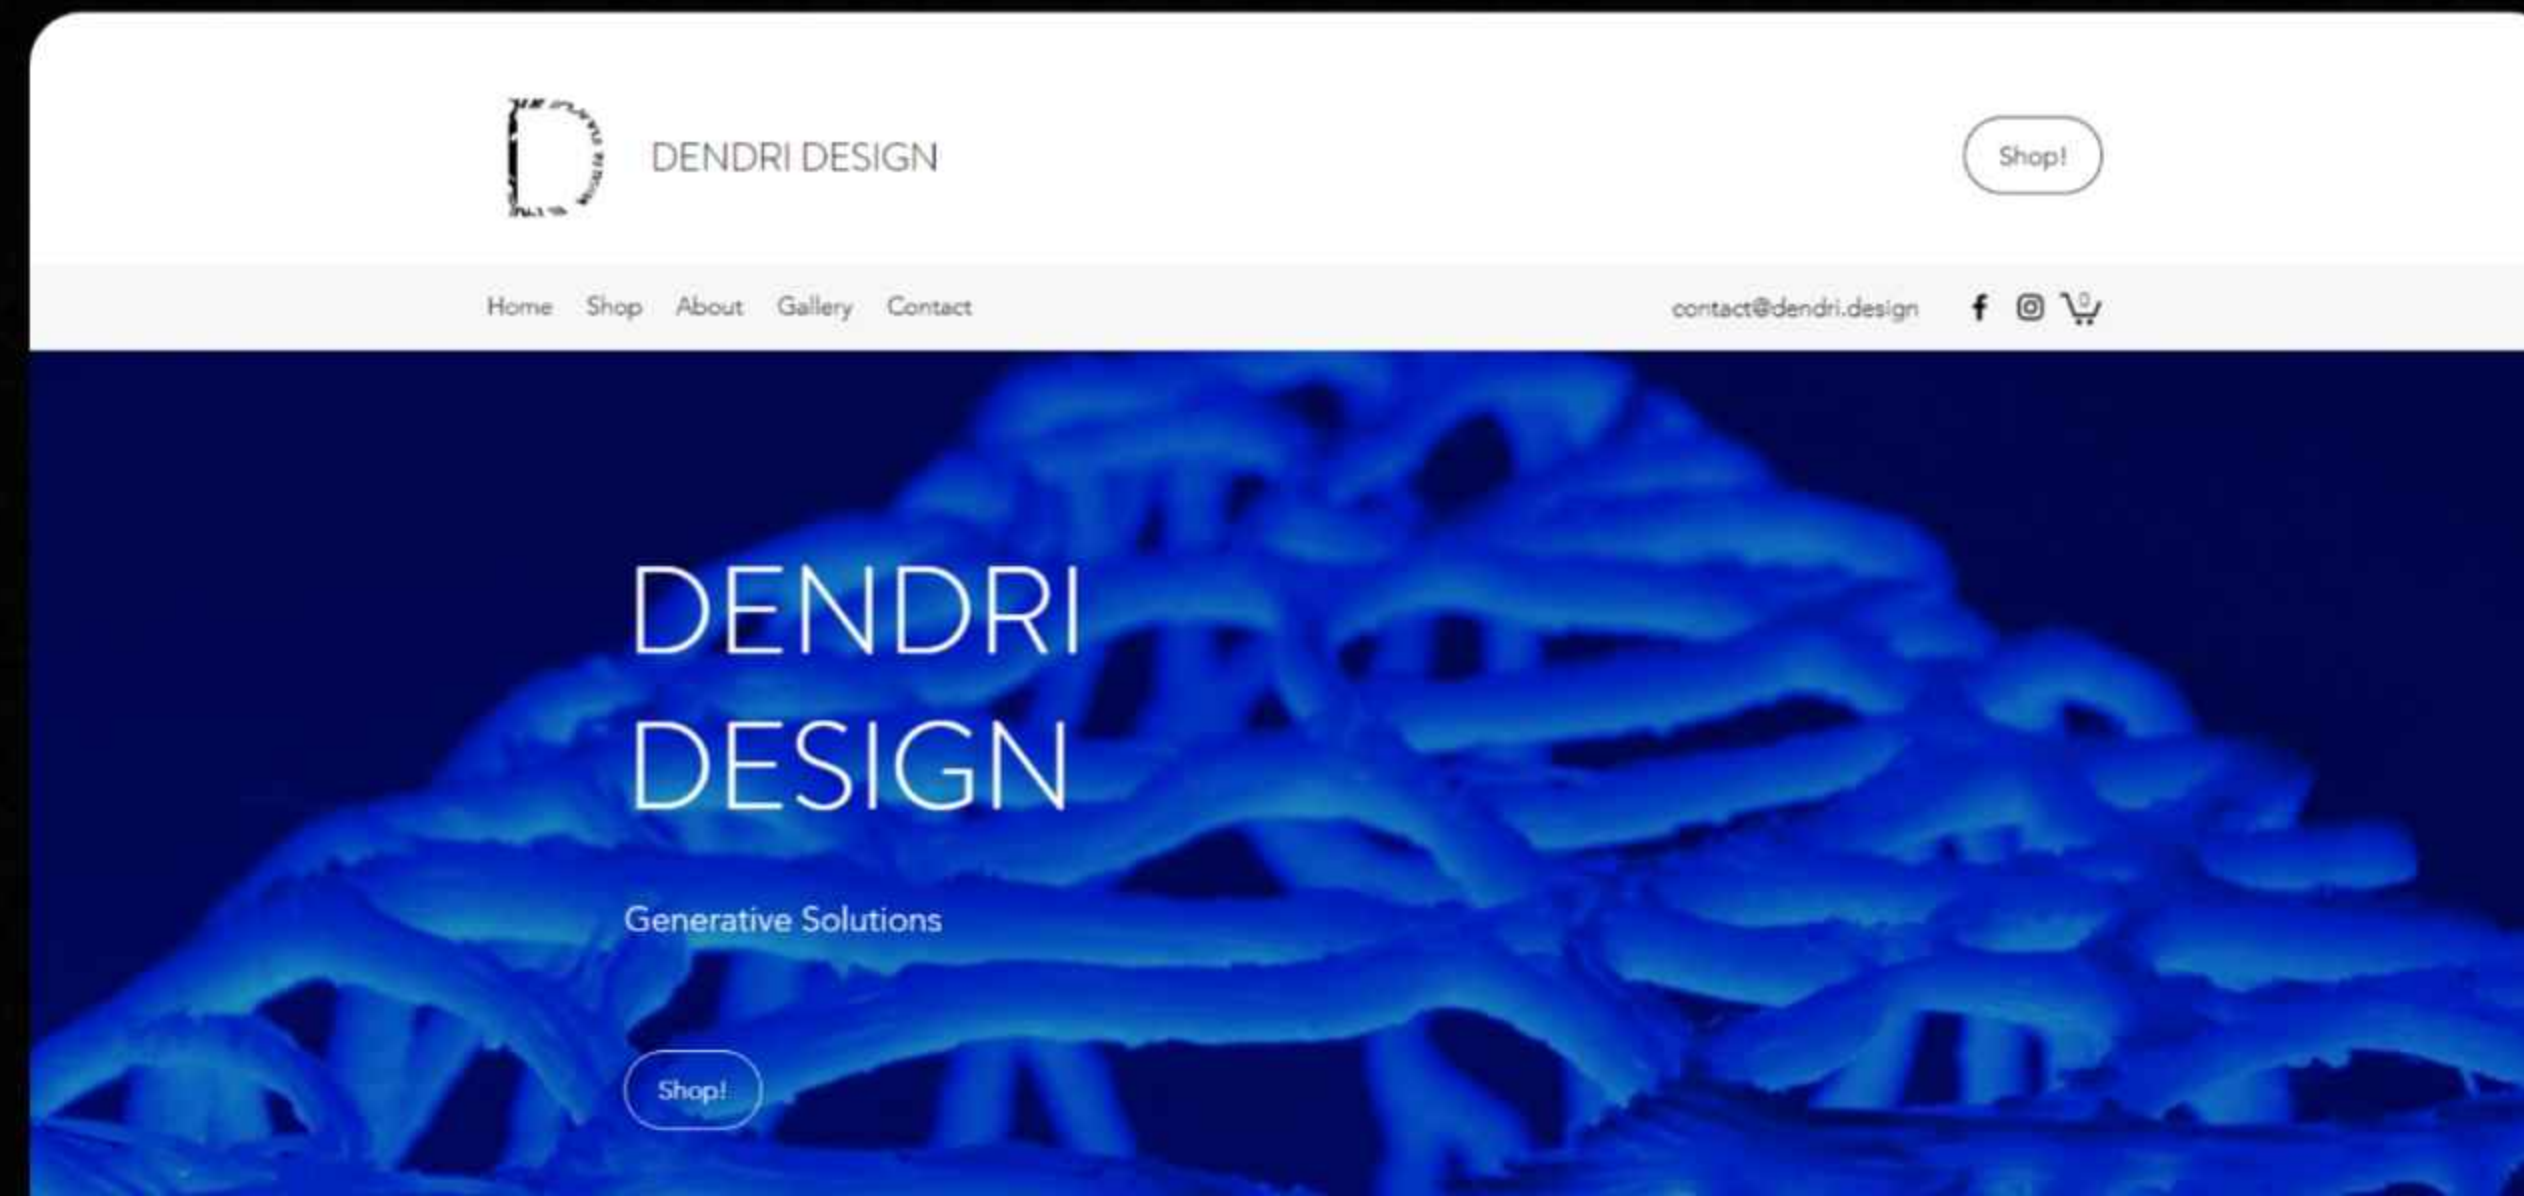 D
DENDRI DESIGN
Shop!
Home Shop About Gallery Contact
contact@dendri.design
0
DENDRI
DESIGN
Generative Solutions
Shop!